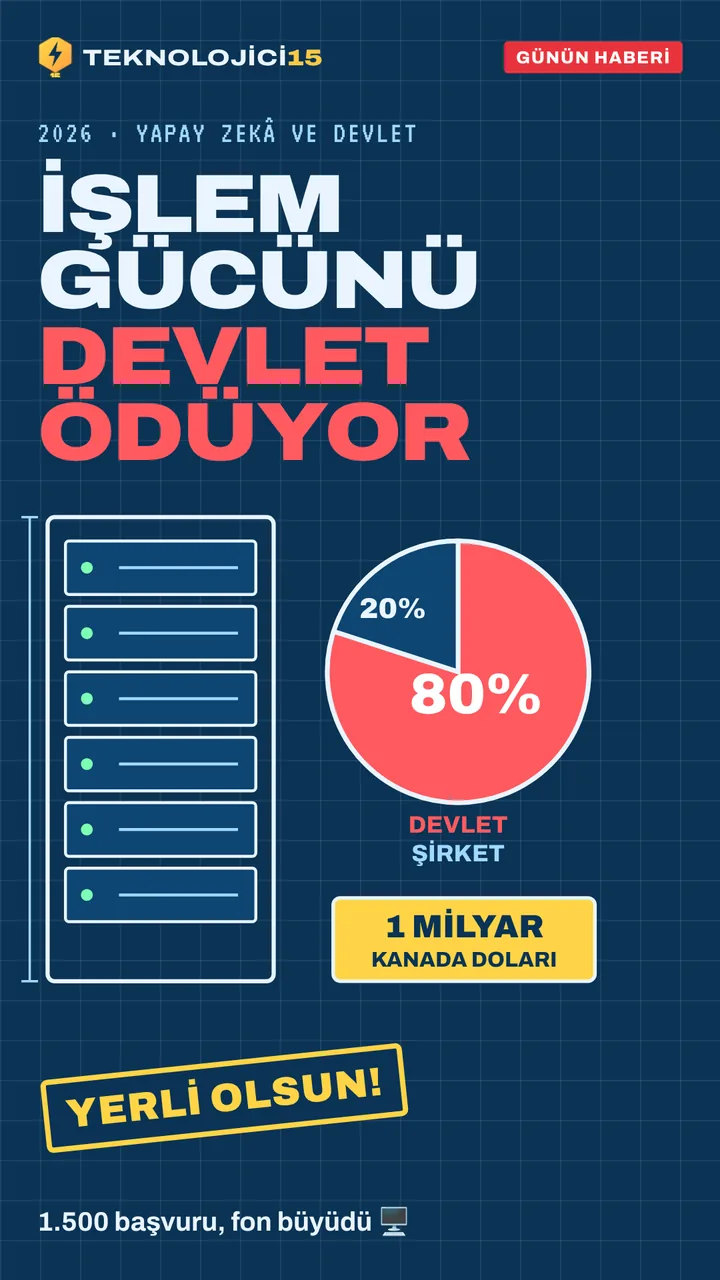 TEKNOLOJİCİ15
GÜNÜN HABERİ
2026 · YAPAY ZEKÂ VE DEVLET
İŞLEM
GÜCÜNÜ
DEVLET
ÖDÜYOR
20%
80%
DEVLET
ŞİRKET
1 MİLYAR
KANADA DOLARI
YERLİ OLSUN!
1.500 başvuru, fon büyüdü 🖥️